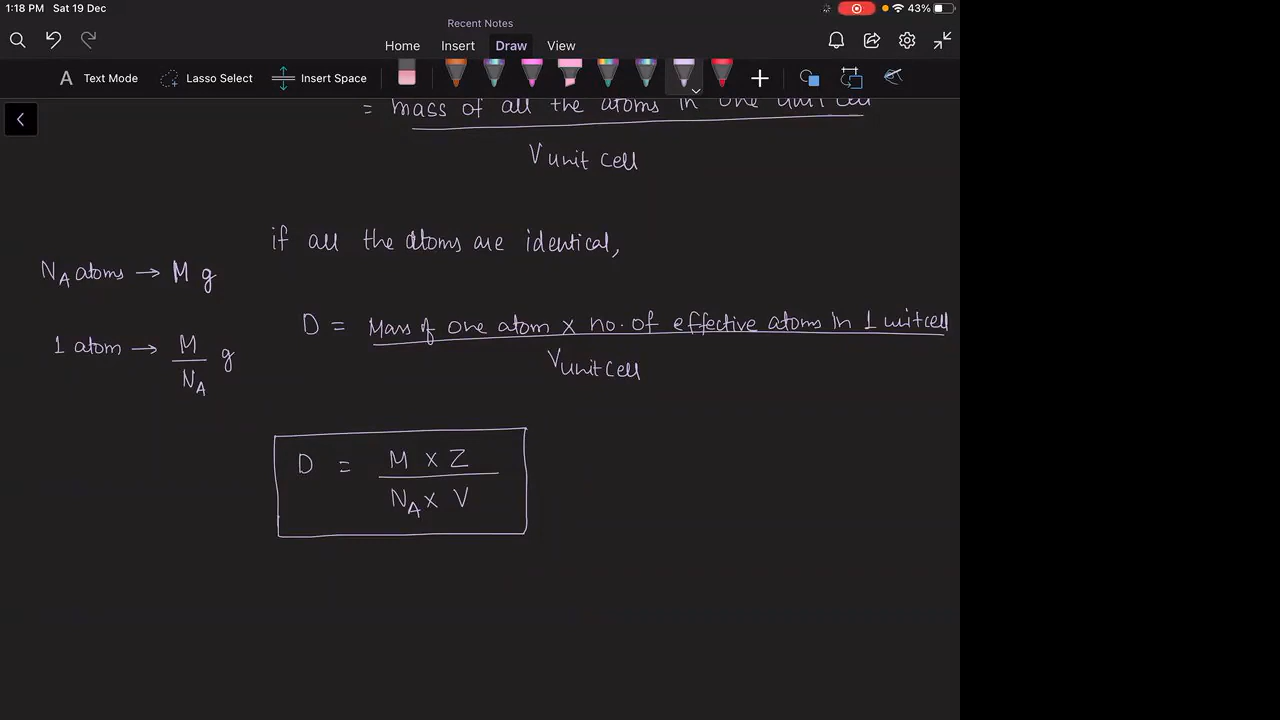 1:18 PM Sat 19 Dec
43%
Recent Notes
Home Insert Draw View
A Text Mode Lasso Select Insert Space
= mass of all the atoms in one unit cell
V unit cell
if all the atoms are identical,
N_A atoms → M g
D = Mass of one atom x no. of effective atoms in 1 unit cell
V unit cell
1 atom → M g
N_A
D = M x Z
N_A x V